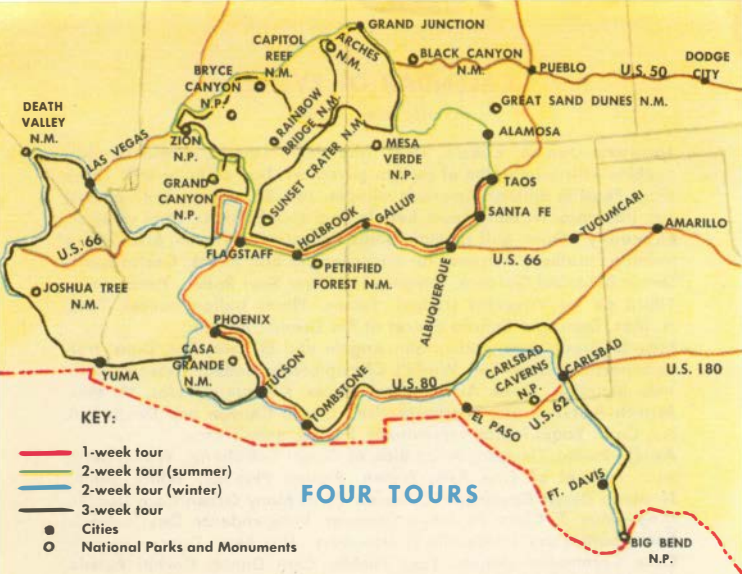 GRAND JUNCTION
CAPITOL
REEF
N.M.
ARCHES
N.M.
BLACK CANYON
N.M.
PUEBLO
U.S. 50
DODGE
CITY
BRYCE
CANYON
N.P.
GREAT SAND DUNES N.M.
DEATH
VALLEY
N.M.
RAINBOW
BRIDGE N.M.
ALAMOSA
LAS VEGAS
ZION
N.P.
SUNSET CRATER N.M.
MESA
VERDE
N.P.
GRAND
CANYON
N.P.
TAOS
SANTA FE
HOLBROOK
GALLUP
TUCUMCARI
AMARILLO
U.S. 66
FLAGSTAFF
PETRIFIED
FOREST N.M.
ALBUQUERQUE
U.S. 66
JOSHUA TREE
N.M.
PHOENIX
CASA
GRANDE
N.M.
YUMA
TUCSON
TOMBSTONE
U.S. 80
CARLSBAD
CAVERNS
N.P.
CARLSBAD
U.S. 62
U.S. 180
EL PASO
KEY:
1-week tour
2-week tour (summer)
2-week tour (winter)
3-week tour
Cities
National Parks and Monuments
FOUR TOURS
FT. DAVIS
BIG BEND
N.P.